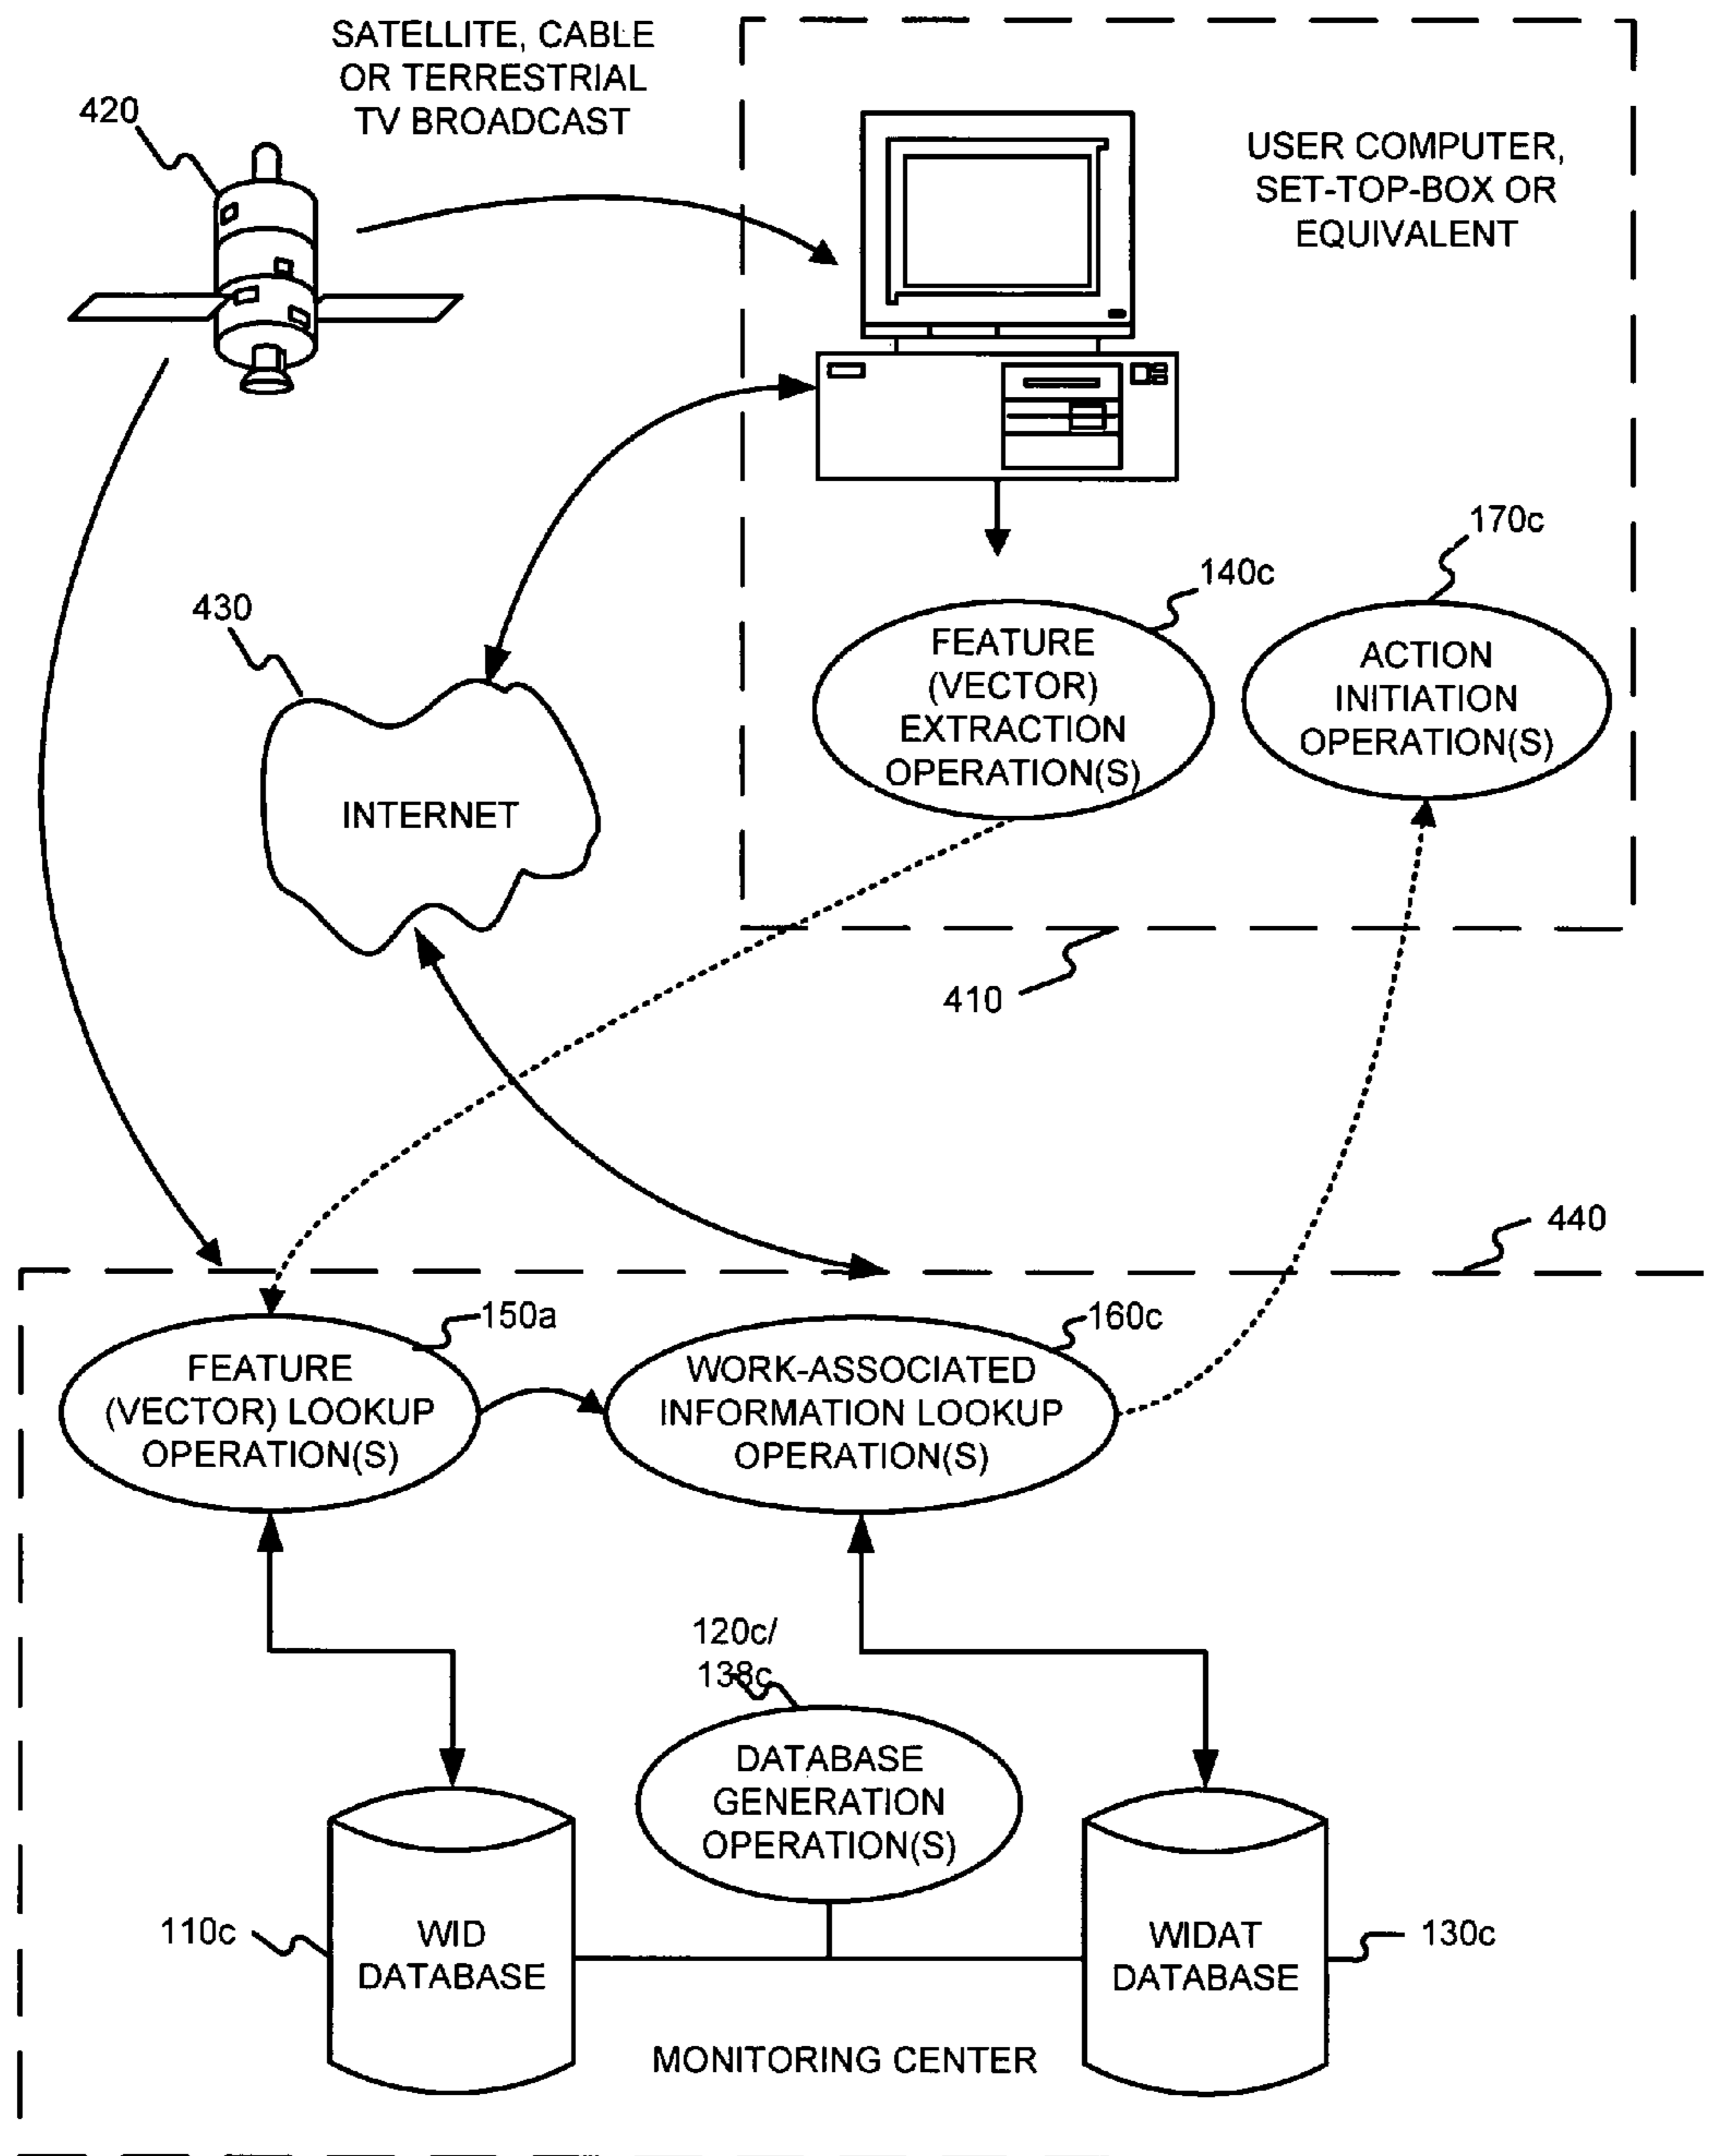 SATELLITE, CABLE
OR TERRESTRIAL
TV BROADCAST
420
USER COMPUTER,
SET-TOP-BOX OR
EQUIVALENT
170c
140c
430
FEATURE
(VECTOR)
EXTRACTION
OPERATION(S)
ACTION
INITIATION
OPERATION(S)
INTERNET
410
440
150a
160c
FEATURE
(VECTOR) LOOKUP
OPERATION(S)
WORK-ASSOCIATED
INFORMATION LOOKUP
OPERATION(S)
120c/
138c
DATABASE
GENERATION
OPERATION(S)
110c
WID
DATABASE
WIDAT
DATABASE
130c
MONITORING CENTER